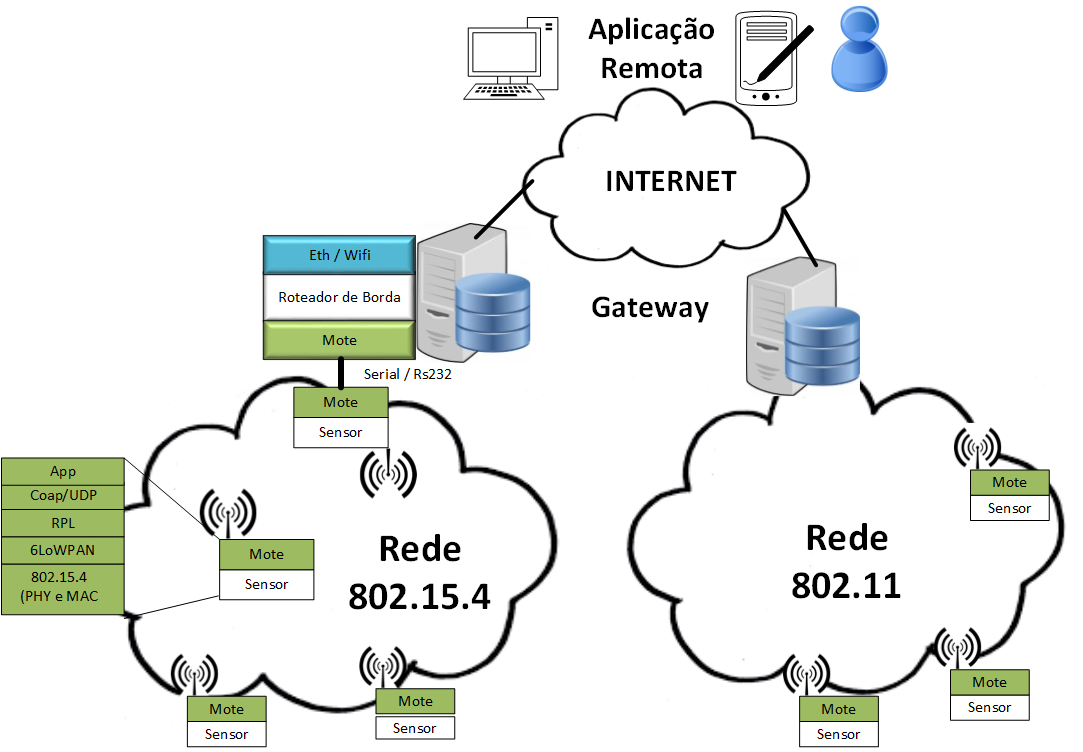 Aplicação
Remota
INTERNET
Eth / Wifi
Roteador de Borda
Mote
Gateway
Serial / Rs232
Mote
Sensor
App
Coap/UDP
RPL
6LoWPAN
802.15.4
(PHY e MAC
Mote
Sensor
Rede
802.15.4
Mote
Sensor
Mote
Sensor
Rede
802.11
Mote
Sensor
Mote
Sensor
Mote
Sensor